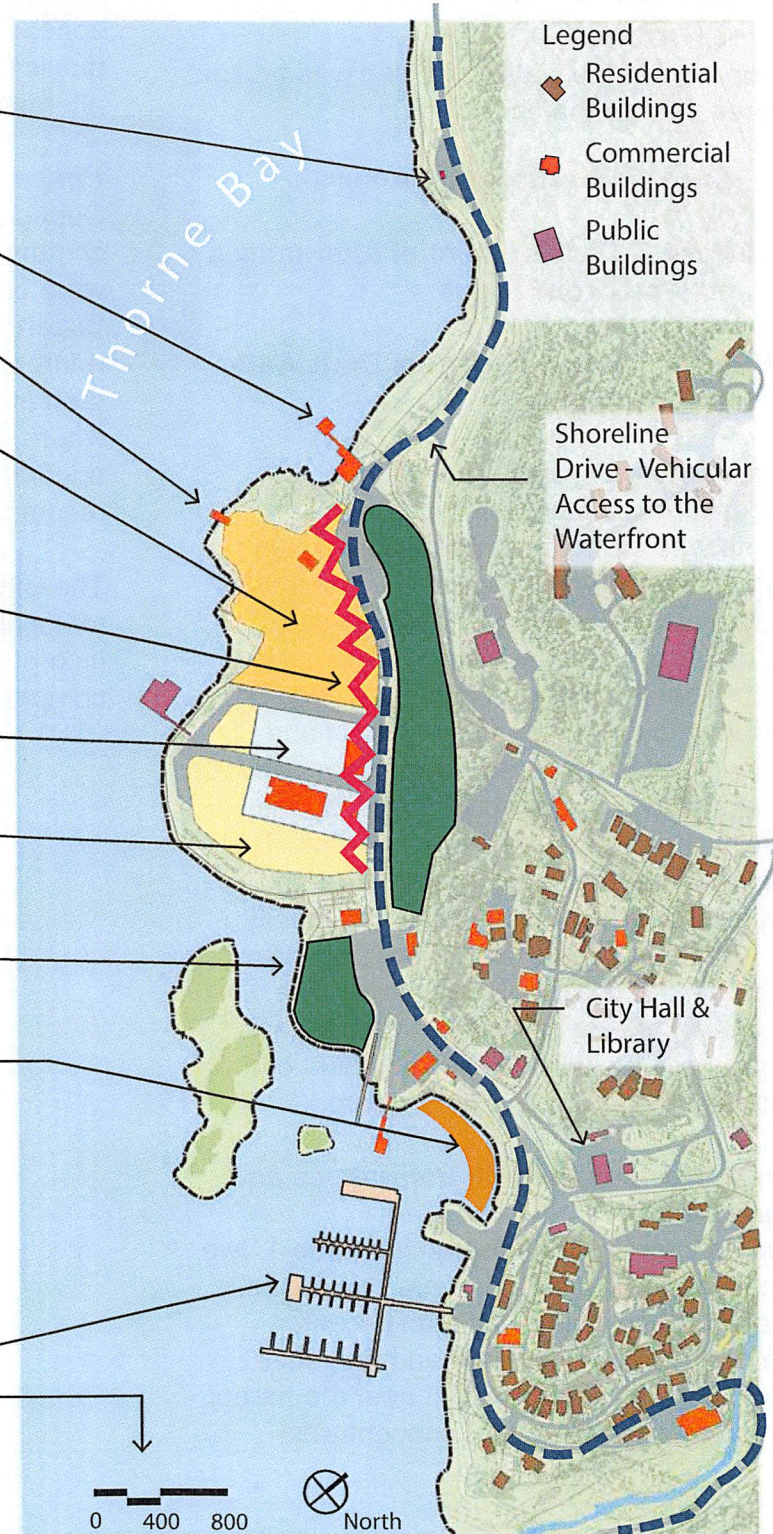 Legend
Residential
Buildings
Commercial
Buildings
Public
Buildings
Thorne Bay
Shoreline
Drive - Vehicular
Access to the
Waterfront
City Hall &
Library
0 400 800
North